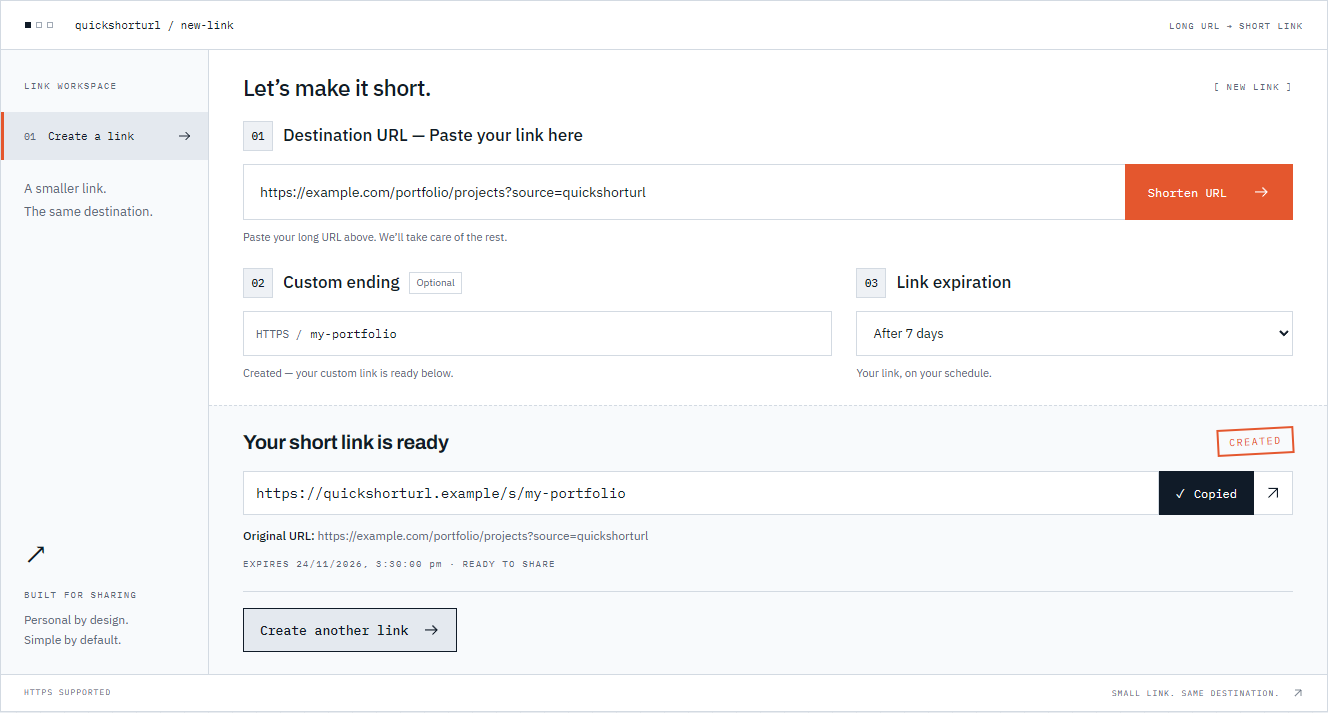 quickshorturl / new-link
LONG URL → SHORT LINK
LINK WORKSPACE
01 Create a link →
A smaller link.
The same destination.
↗
BUILT FOR SHARING
Personal by design.
Simple by default.
Let’s make it short.
[ NEW LINK ]
01 Destination URL — Paste your link here
https://example.com/portfolio/projects?source=quickshorturl
Shorten URL →
Paste your long URL above. We’ll take care of the rest.
02 Custom ending Optional
HTTPS / my-portfolio
Created — your custom link is ready below.
03 Link expiration
After 7 days
Your link, on your schedule.
Your short link is ready
CREATED
https://quickshorturl.example/s/my-portfolio
✓ Copied ↗
Original URL: https://example.com/portfolio/projects?source=quickshorturl
EXPIRES 24/11/2026, 3:30:00 pm · READY TO SHARE
Create another link →
HTTPS SUPPORTED
SMALL LINK. SAME DESTINATION. ↗